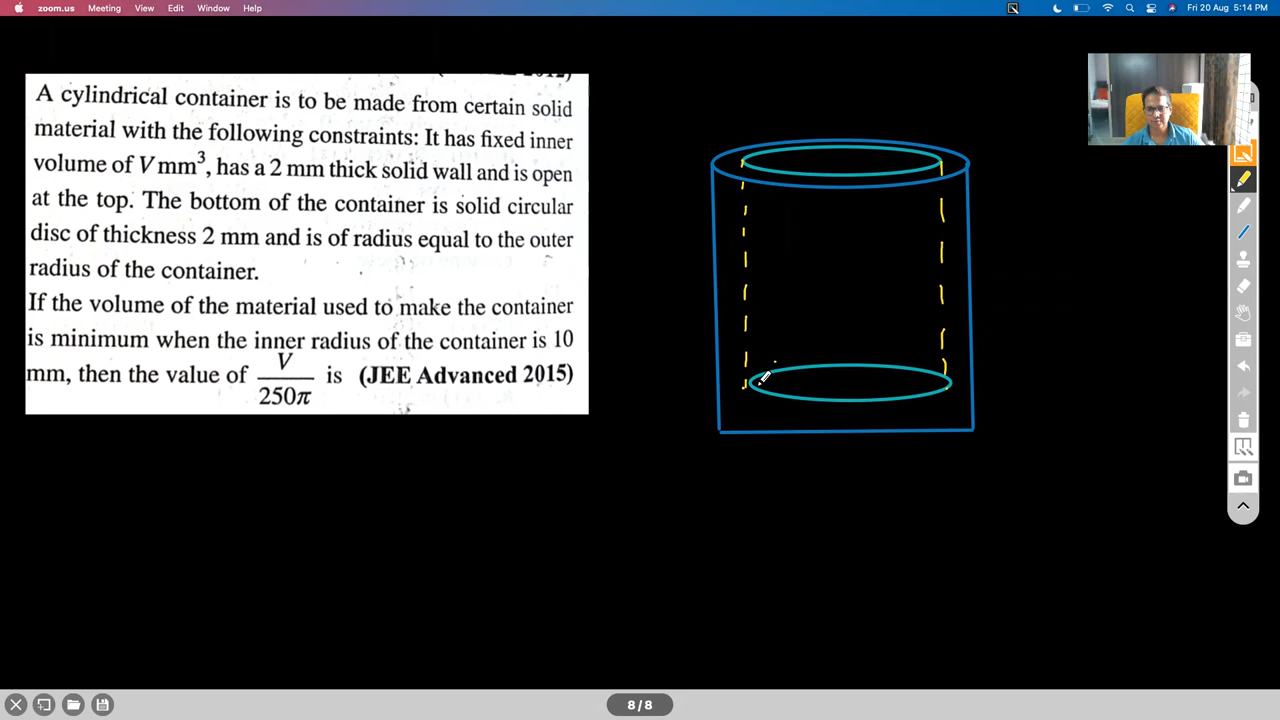 zoom.us Meeting View Edit Window Help Fri 20 Aug 5:14 PM
A cylindrical container is to be made from certain solid
material with the following constraints: It has fixed inner
volume of V mm³, has a 2 mm thick solid wall and is open
at the top. The bottom of the container is solid circular
disc of thickness 2 mm and is of radius equal to the outer
radius of the container.
If the volume of the material used to make the container
is minimum when the inner radius of the container is 10
mm, then the value of V/250π is (JEE Advanced 2015)
8/8